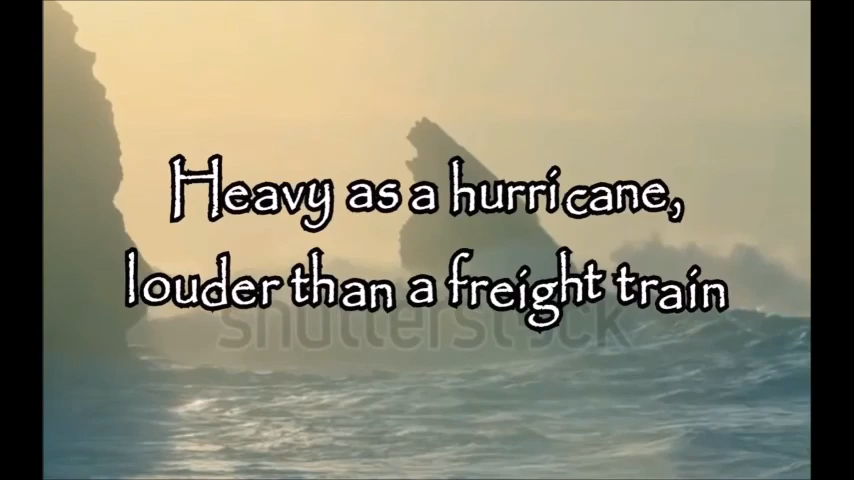 Heavy as a hurricane,
louder than a freight train
shutterstock